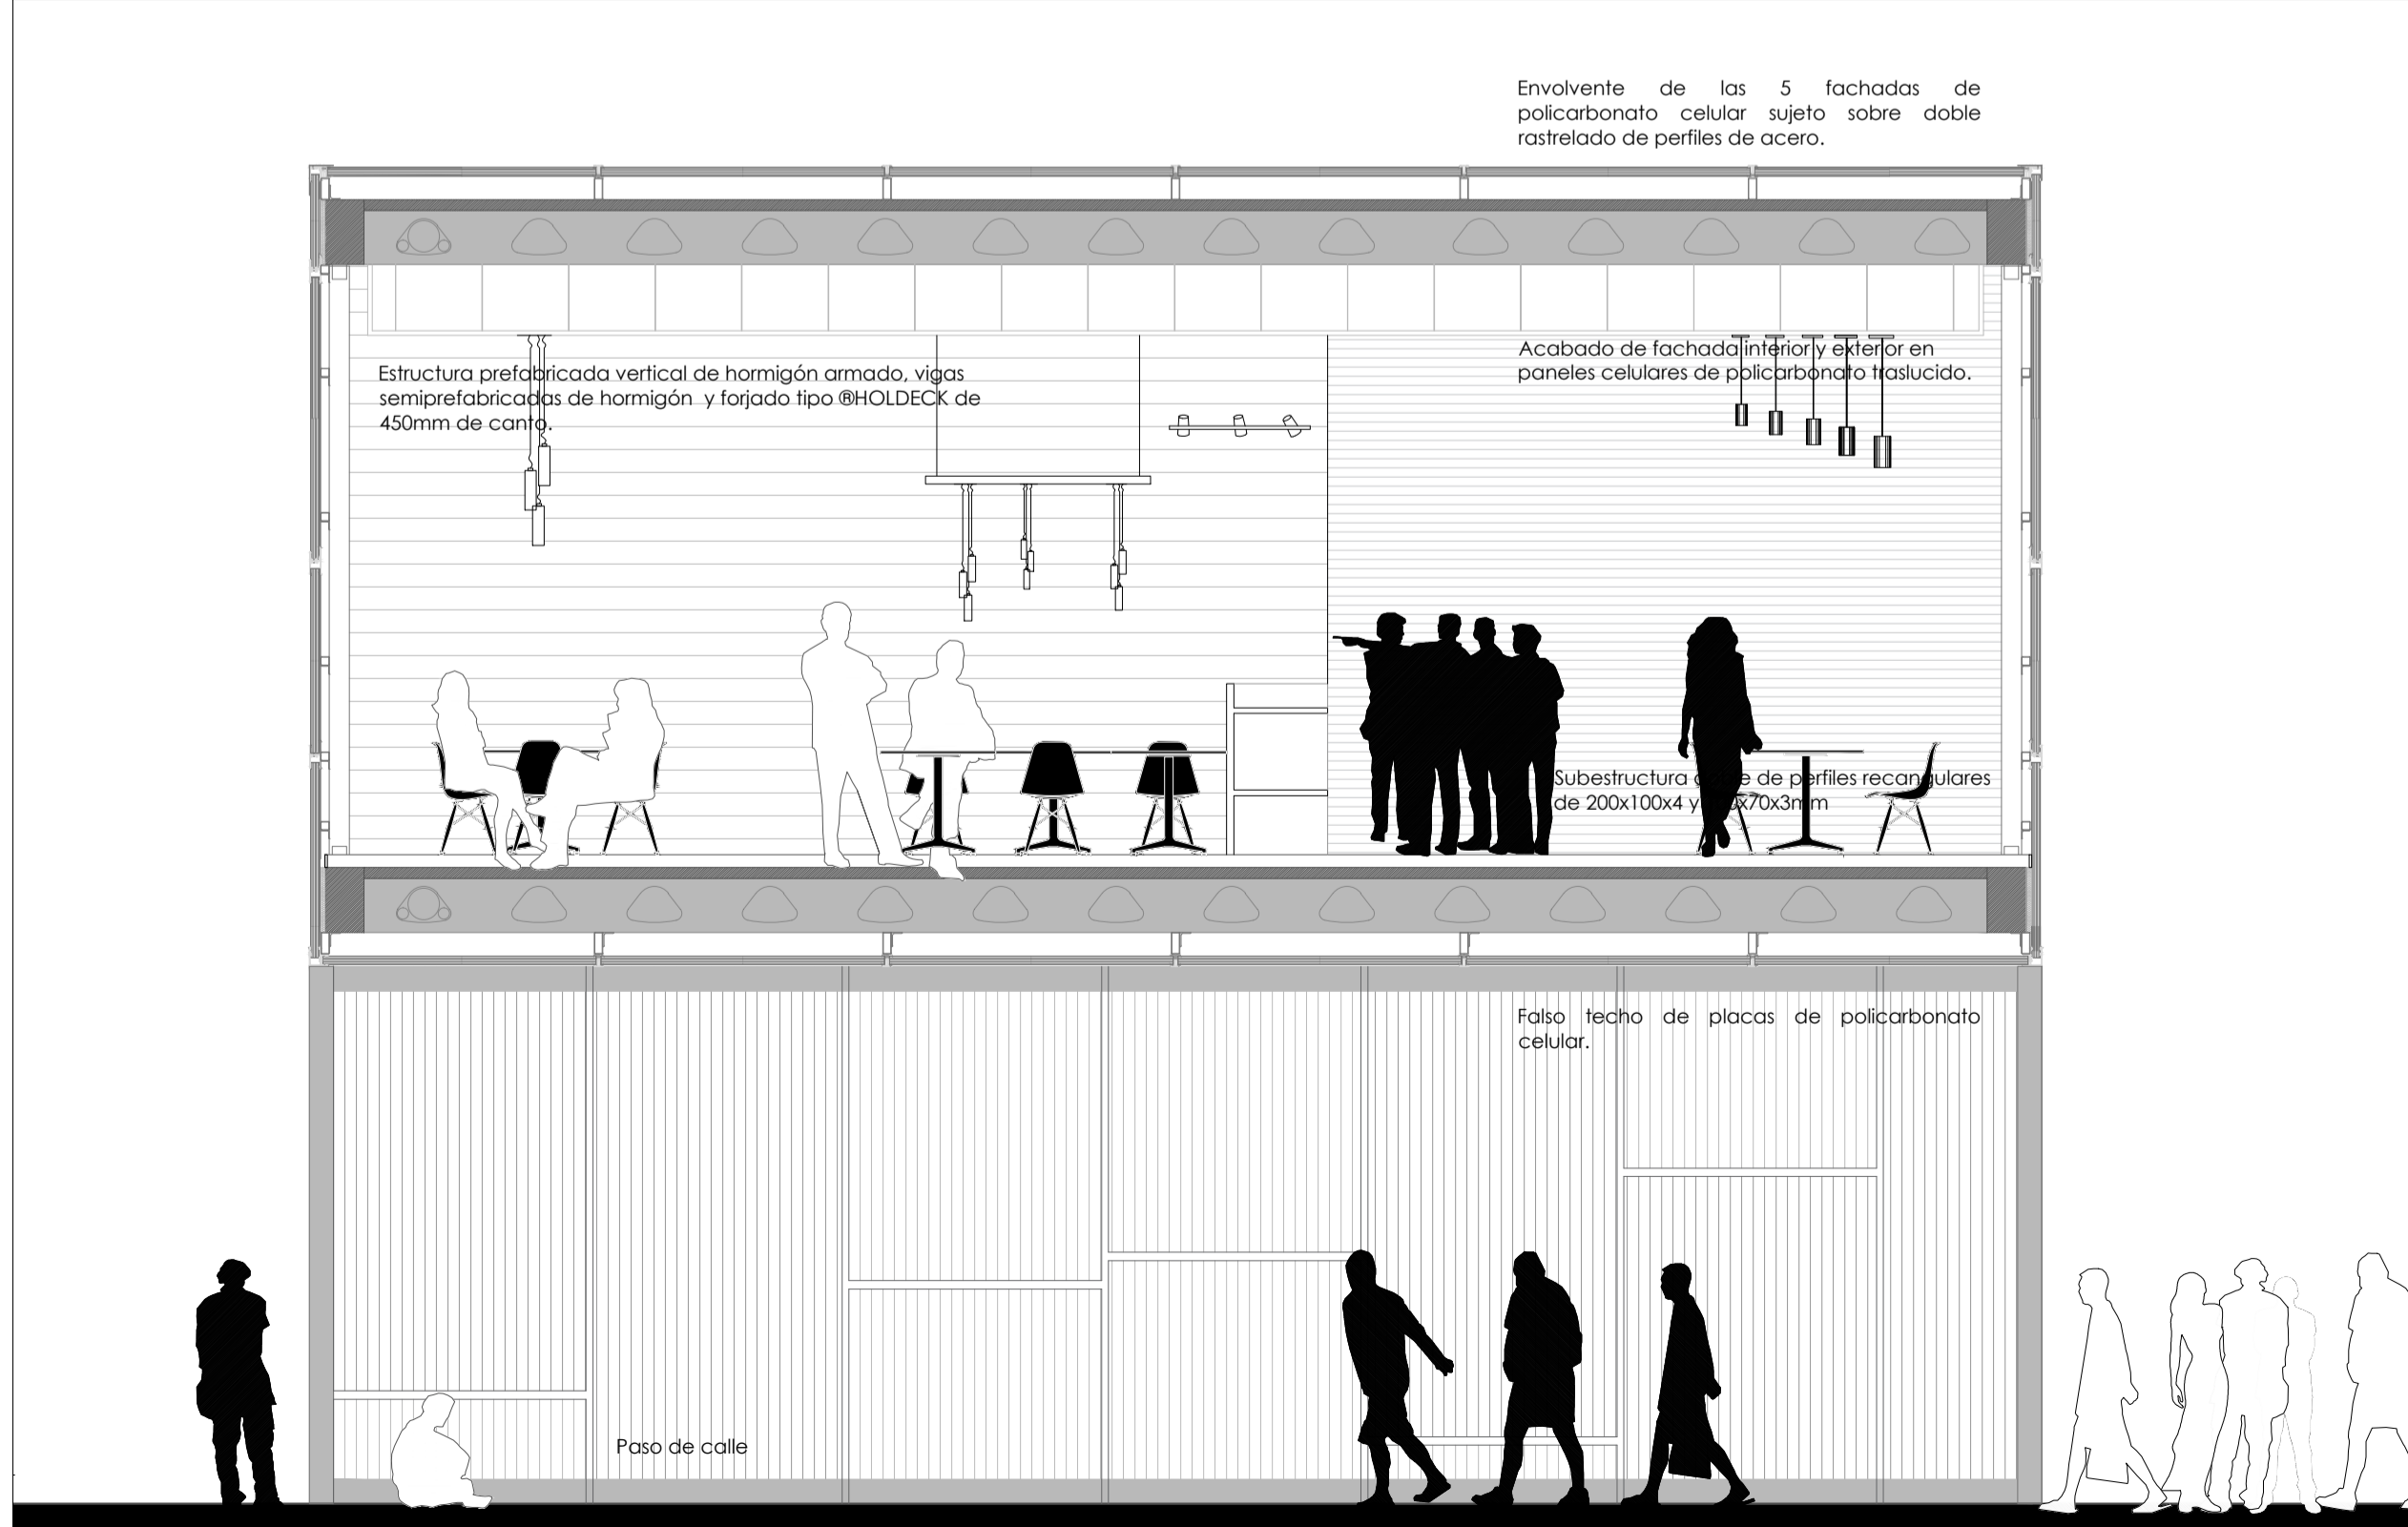 Envolvente de las 5 fachadas de
policarbonato celular sujeto sobre doble
rastrelado de perfiles de acero.
Estructura prefabricada vertical de hormigón armado, vigas
semiprefabricadas de hormigón y forjado tipo ®HOLDECK de
450mm de canto.
Acabado de fachada interior y exterior en
paneles celulares de policarbonato traslucido.
Subestructura de perfiles recangulares
de 200x100x4 y
Falso techo de placas de policarbonato
celular.
Paso de calle